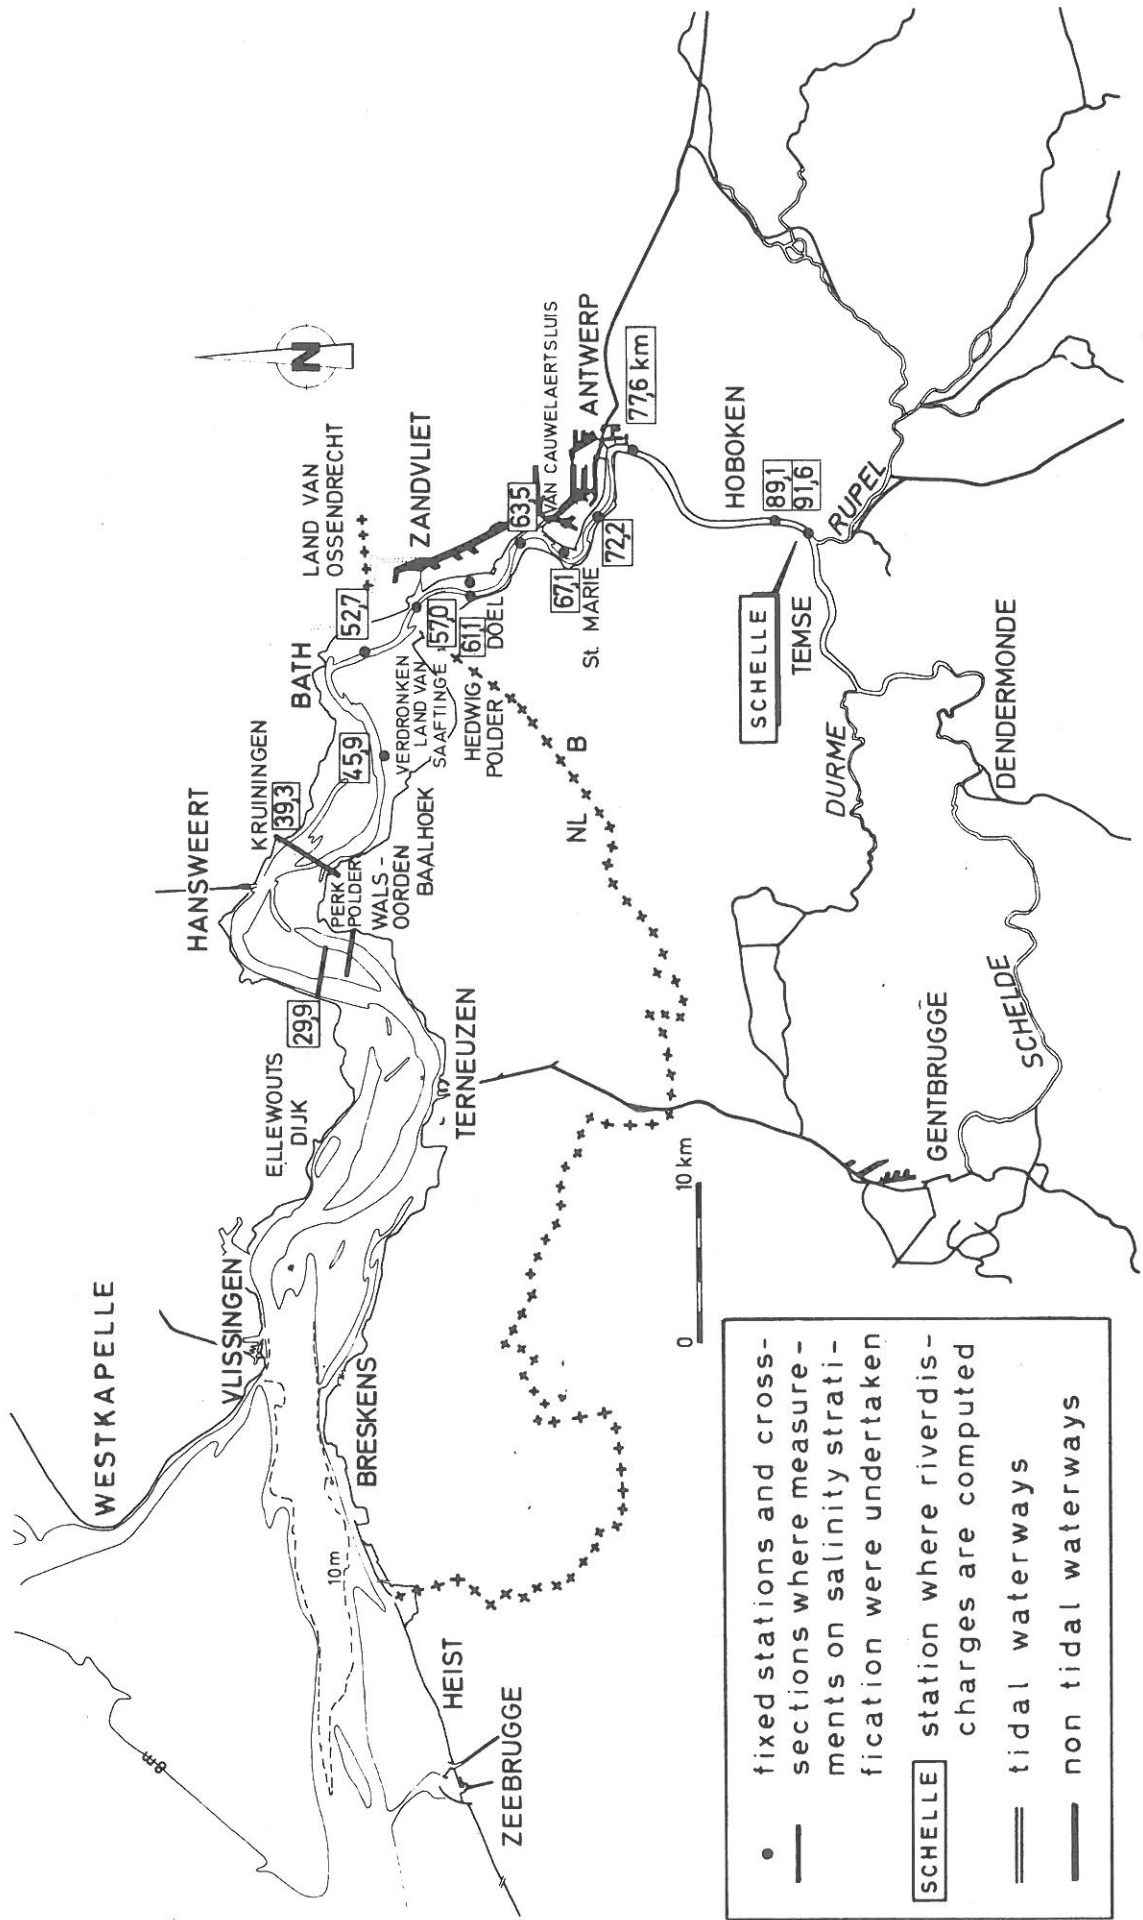 WESTKAPELLE
VLISSINGEN
BRESKENS
HEIST
ZEEBRUGGE
10m
8m
ELLEWOUTS
DIJK
29,9
TERNEUZEN
HANSWEERT
KRUININGEN
39,3
PERK
POLDER
WALS-
OORDEN
BAALHOEK
45,9
BATH
VERDRONKEN
LAND VAN
SAAFTINGE
HEDWIG
POLDER
52,7
LAND VAN
OSSENDRECHT
ZANDVLIET
57,0
61,1
DOEL
63,5
VAN CAUWELAERTSLUIS
67,1
St. MARIE
72,2
ANTWERP
77,6 km
N
HOBOKEN
89,1
91,6
RUPEL
SCHELLE
TEMSE
NL B
DURME
DENDERMONDE
SCHELDE
GENTBRUGGE
0 10 km
fixed stations and cross-
sections where measure-
ments on salinity strati-
fication were undertaken
SCHELLE station where riverdis-
charges are computed
tidal waterways
non tidal waterways